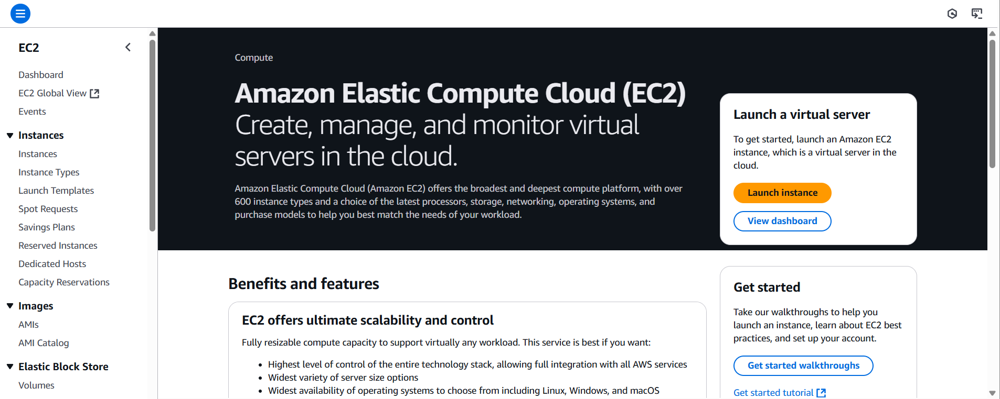 EC2
Dashboard
EC2 Global View
Events
Instances
Instances
Instance Types
Launch Templates
Spot Requests
Savings Plans
Reserved Instances
Dedicated Hosts
Capacity Reservations
Images
AMIs
AMI Catalog
Elastic Block Store
Volumes
Compute
Amazon Elastic Compute Cloud (EC2)
Create, manage, and monitor virtual
servers in the cloud.
Amazon Elastic Compute Cloud (Amazon EC2) offers the broadest and deepest compute platform, with over
600 instance types and a choice of the latest processors, storage, networking, operating systems, and
purchase models to help you best match the needs of your workload.
Launch a virtual server
To get started, launch an Amazon EC2
instance, which is a virtual server in the
cloud.
Launch instance
View dashboard
Benefits and features
EC2 offers ultimate scalability and control
Fully resizable compute capacity to support virtually any workload. This service is best if you want:
• Highest level of control of the entire technology stack, allowing full integration with all AWS services
• Widest variety of server size options
• Widest availability of operating systems to choose from including Linux, Windows, and macOS
Get started
Take our walkthroughs to help you
launch an instance, learn about EC2 best
practices, and set up your account.
Get started walkthroughs
Get started tutorial